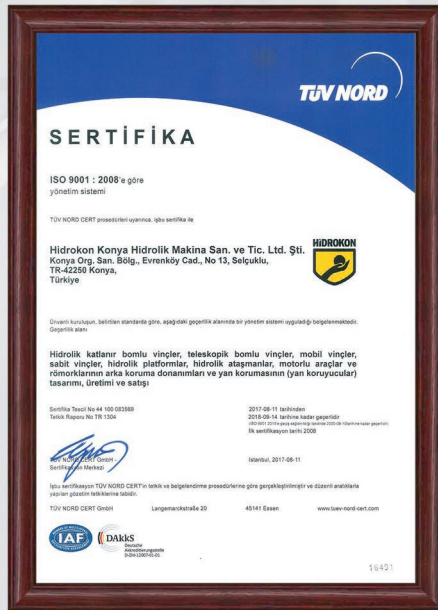 TÜV NORD
SERTİFİKA
ISO 9001 : 2008'e göre
yönetim sistemi
TÜV NORD CERT prosedürleri uyarınca, işbu sertifika ile
Hidrokon Konya Hidrolik Makina San. ve Tic. Ltd. Şti.
Konya Org. San. Bölg., Evrenköy Cad., No 13, Selçuklu,
TR-42250 Konya,
Türkiye
HİDROKON
Ünvanlı kuruluşun, belirtilen standarda göre, aşağıdaki geçerlilik alanında bir yönetim sistemi uyguladığı belgelenmektedir.
Geçerlilik alanı
Hidrolik katlanır bomlu vinçler, teleskopik bomlu vinçler, mobil vinçler,
sabit vinçler, hidrolik platformlar, hidrolik ataşmanlar, motorlu araçlar ve
römorklarının arka koruma donanımları ve yan korumasının (yan koruyucular)
tasarımı, üretimi ve satışı
Sertifika Tescil No 44 100 083989
Tetkik Raporu No TR 1304
2017-08-11 tarihinden
2018-09-14 tarihine kadar geçerlidir
İlk sertifikasyon tarihi 2008
TÜV NORD CERT GmbH
Sertifikasyon Merkezi
İstanbul, 2017-08-11
İşbu sertifikasyon TÜV NORD CERT'in tetkik ve belgelendirme prosedürlerine göre gerçekleştirilmiştir ve düzenli aralıklarla
yapılan gözetim tetkiklerine tabidir.
TÜV NORD CERT GmbH Langemarckstraße 20 45141 Essen www.tuev-nord-cert.com
IAF
DAkkS
Deutsche
Akkreditierungsstelle
D-ZM-12007-01-01